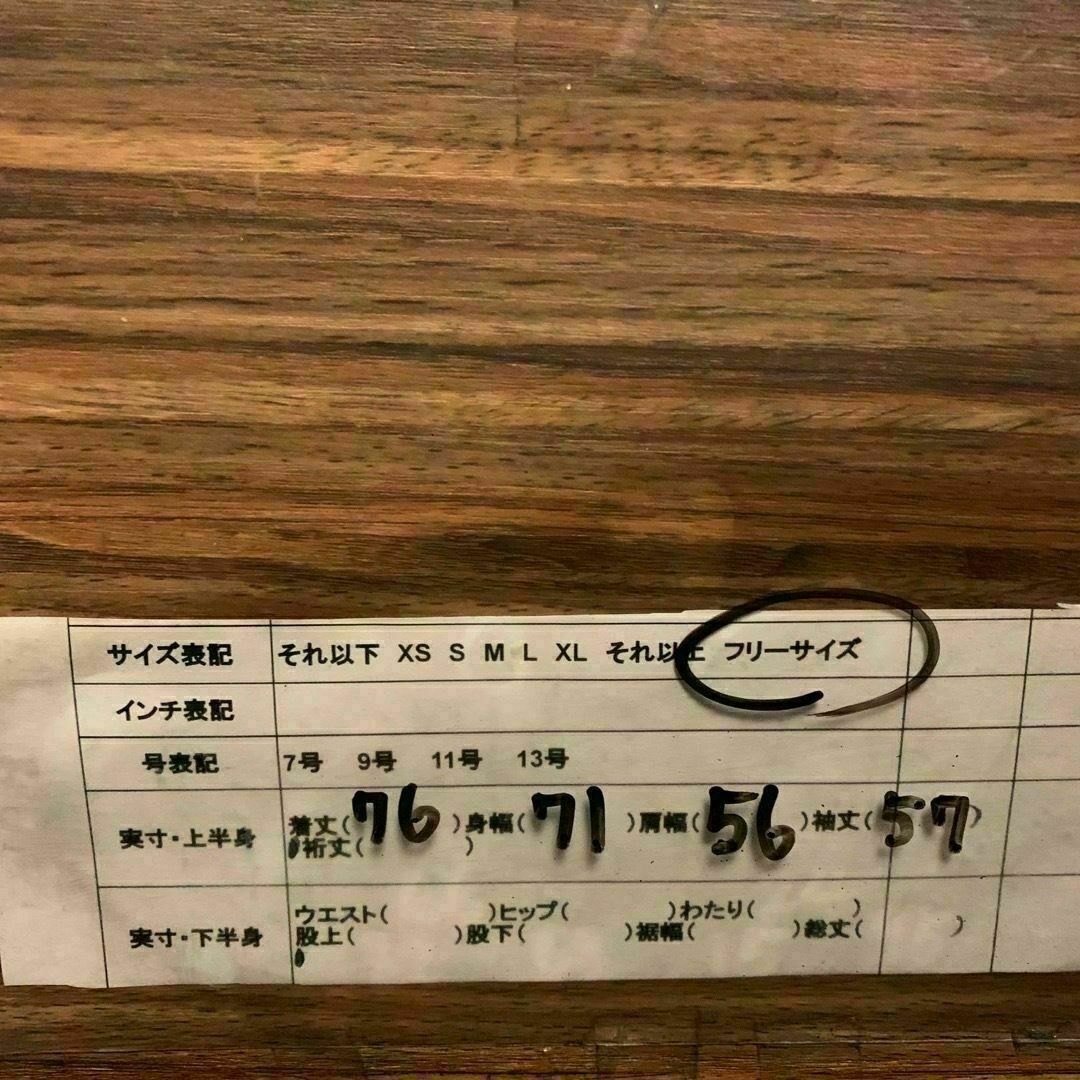 サイズ表記 それ以下 XS S M L XL それ以上 フリーサイズ
インチ表記
号表記 7号 9号 11号 13号
実寸・上半身 着丈(76)身幅(71)肩幅(56)袖丈(57)
裄丈( )
実寸・下半身 ウエスト( )ヒップ( )わたり( )
股上( )股下( )裾幅( )総丈( )